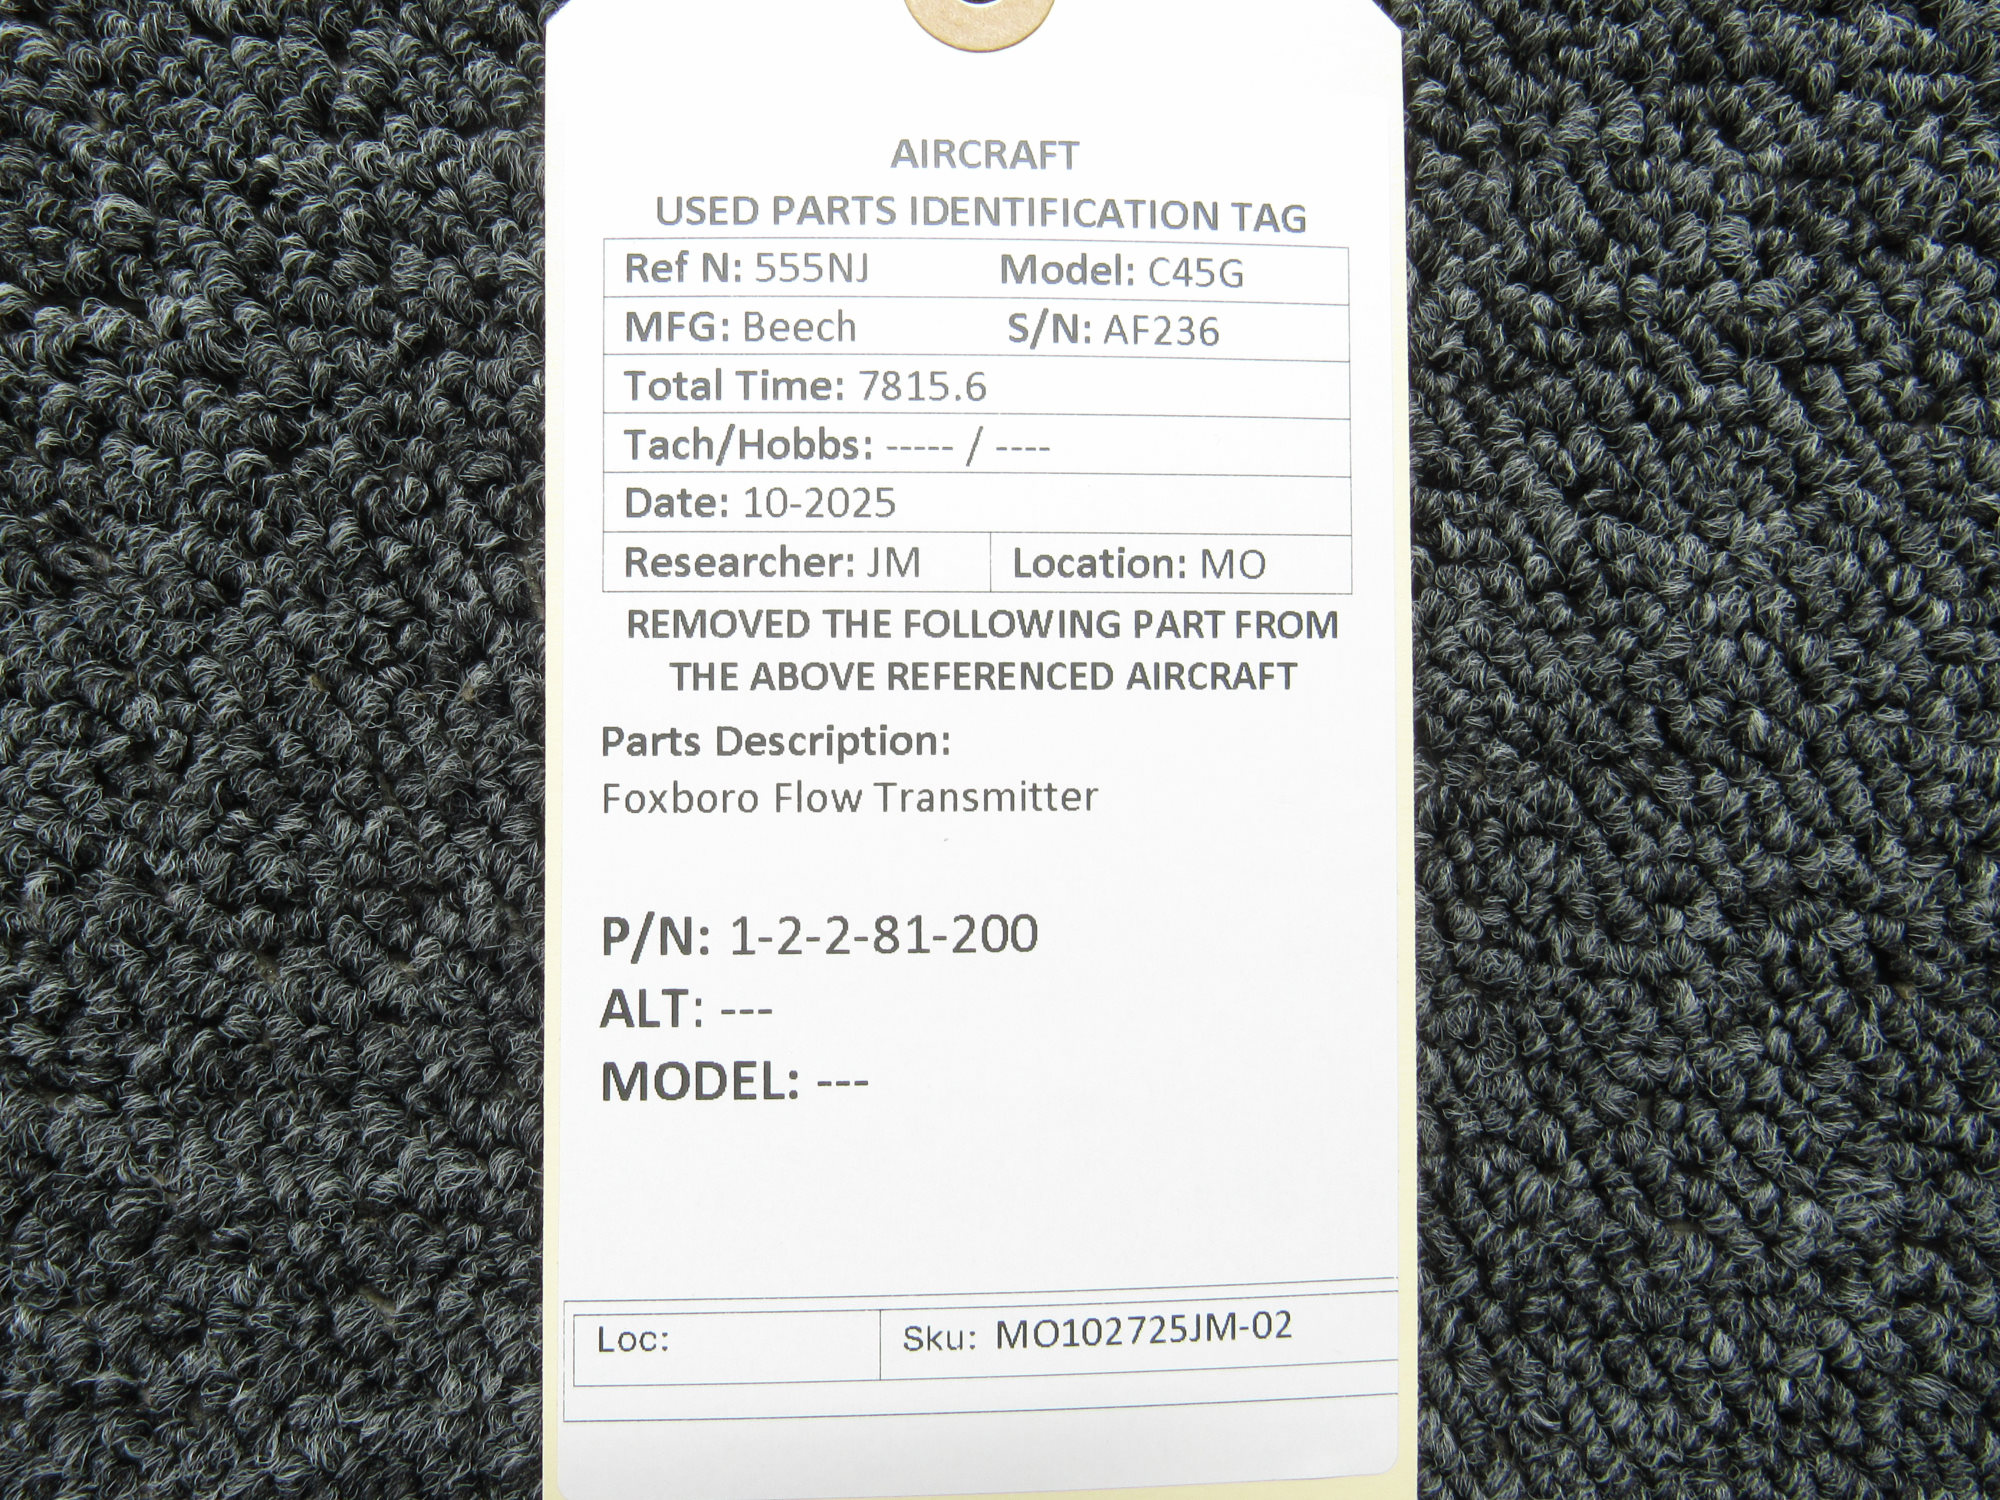 AIRCRAFT
USED PARTS IDENTIFICATION TAG
Ref N: 555NJ Model: C45G
MFG: Beech S/N: AF236
Total Time: 7815.6
Tach/Hobbs: ----- / ----
Date: 10-2025
Researcher: JM Location: MO
REMOVED THE FOLLOWING PART FROM
THE ABOVE REFERENCED AIRCRAFT
Parts Description:
Foxboro Flow Transmitter
P/N: 1-2-2-81-200
ALT: ---
MODEL: ---
Loc: Sku: MO102725JM-02